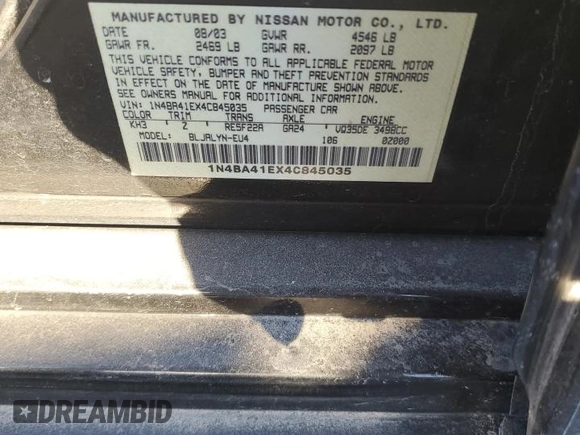 MANUFACTURED BY NISSAN MOTOR CO., LTD.
DATE 08/03 GVWR 4546 LB
GAWR FR. 2469 LB GAWR RR. 2097 LB
THIS VEHICLE CONFORMS TO ALL APPLICABLE FEDERAL MOTOR
VEHICLE SAFETY, BUMPER AND THEFT PREVENTION STANDARDS
IN EFFECT ON THE DATE OF MANUFACTURE SHOWN ABOVE.
SEE OWNERS MANUAL FOR ADDITIONAL INFORMATION.
VIN: 1N4BA41EX4C845035 PASSENGER CAR
COLOR TRIM TRANS AXLE ENGINE
KH3 Z RE5F22A GA24 VQ35DE 3498CC
MODEL: BLJALYN-EU4 106 0Z000
1N4BA41EX4C845035
DREAMBID